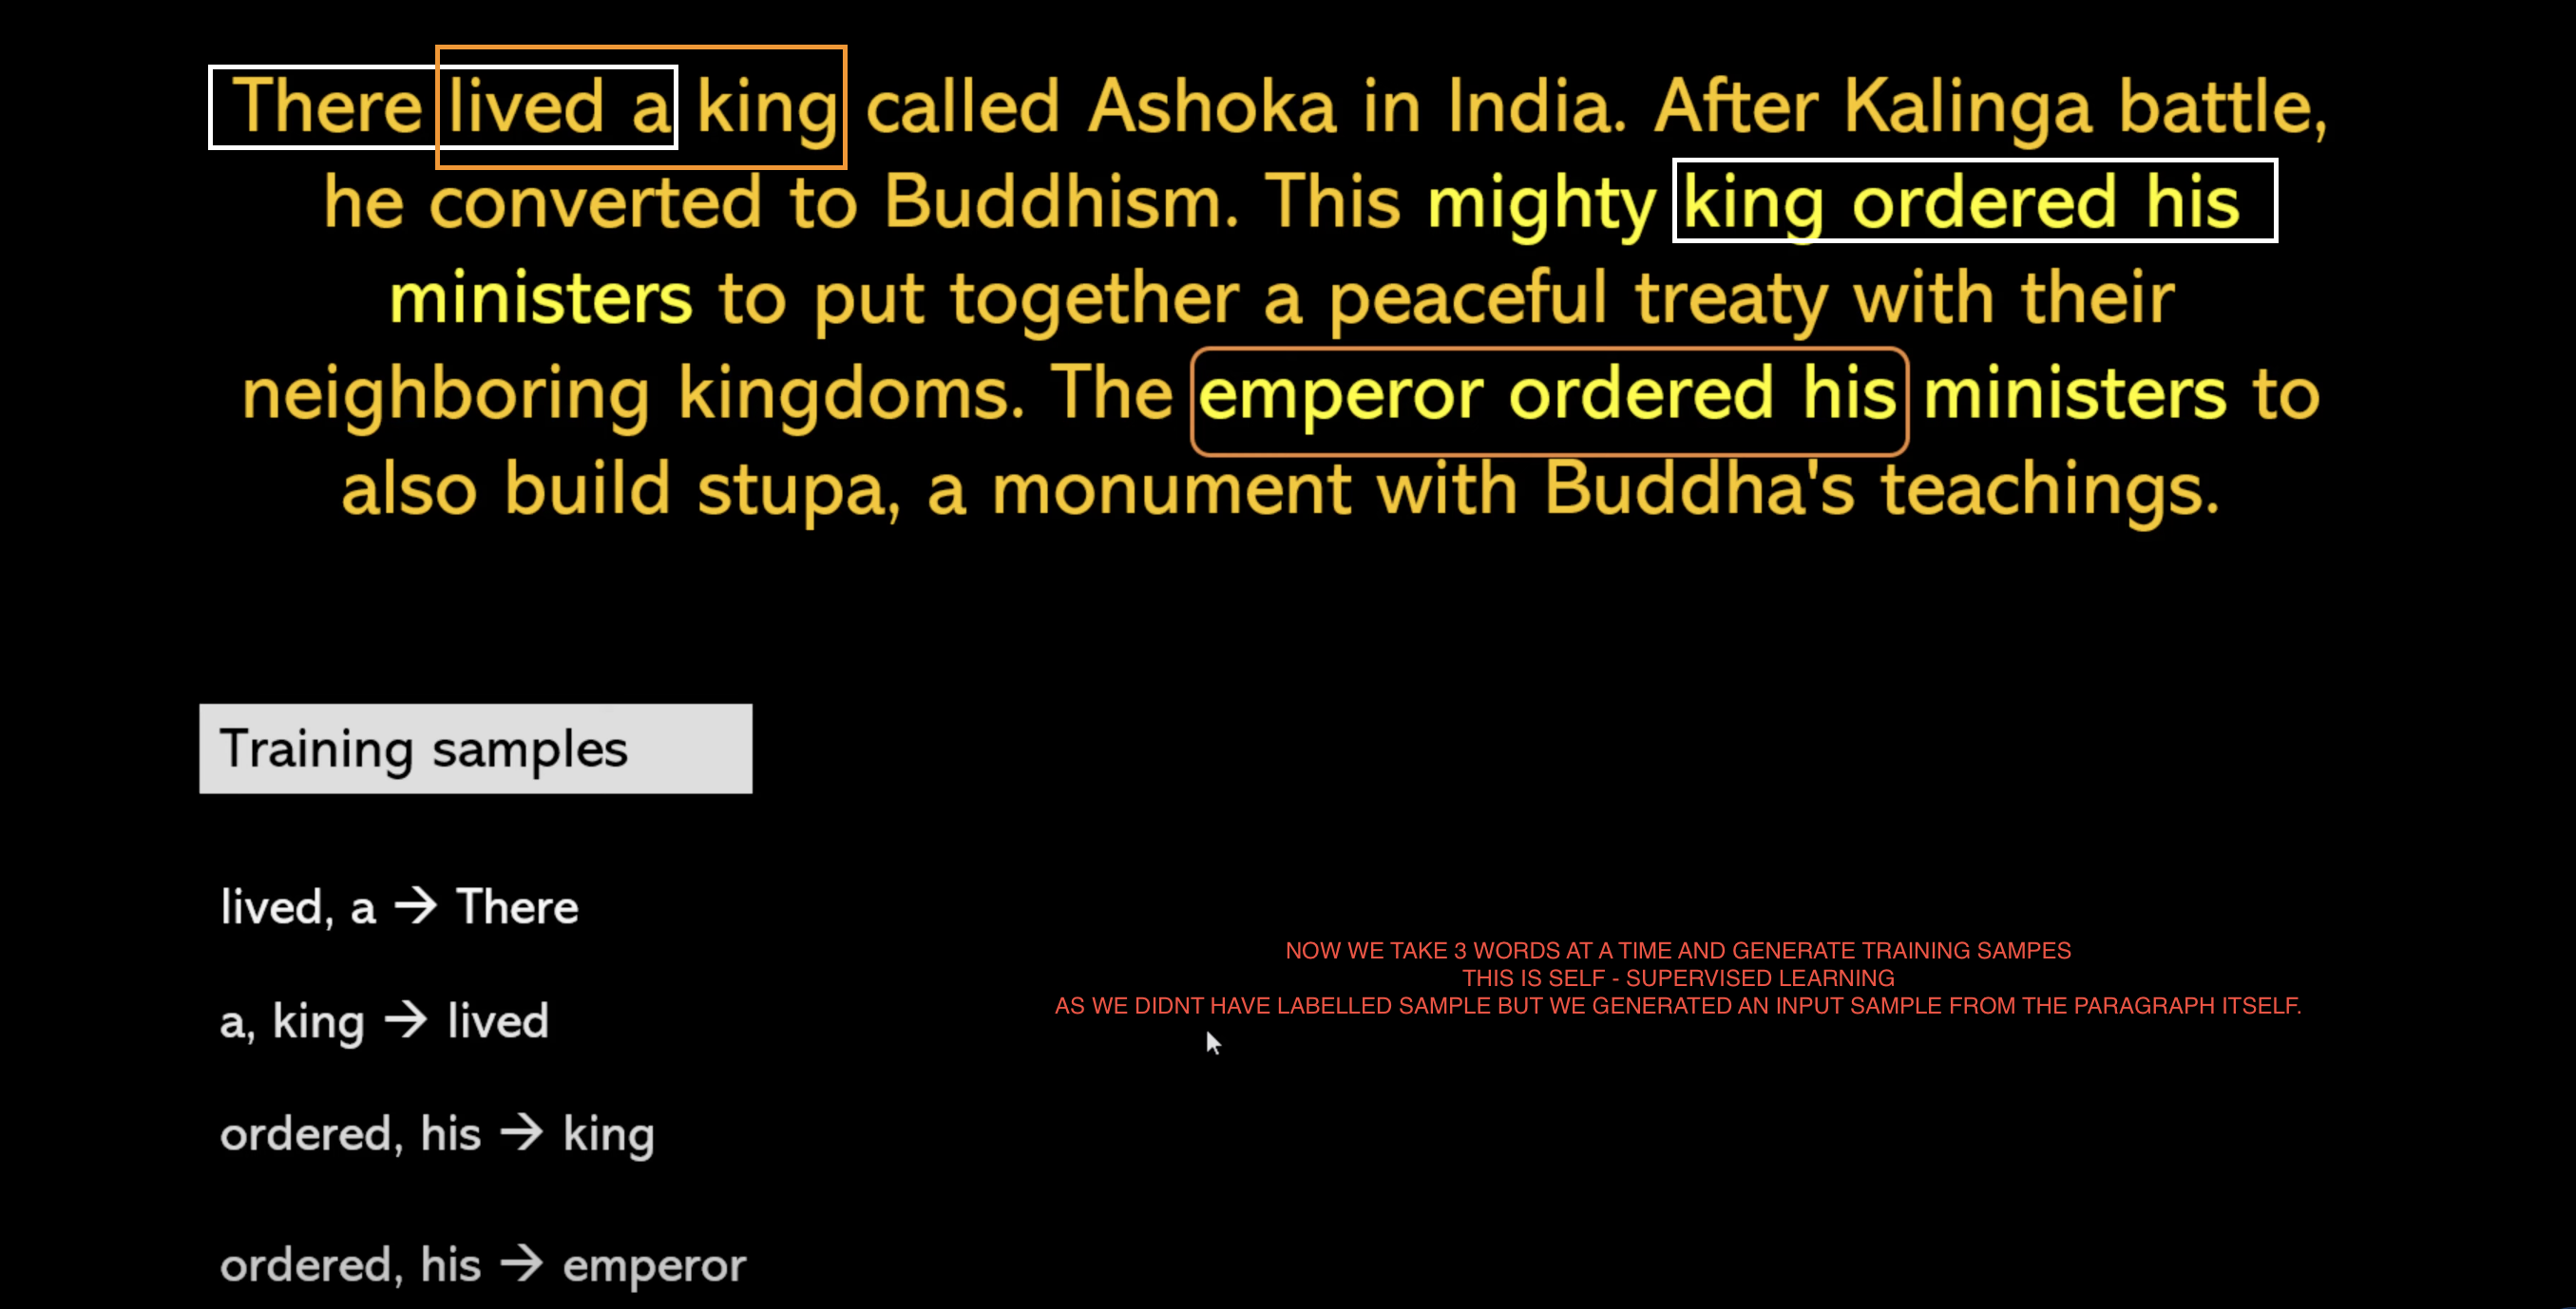 There lived a king called Ashoka in India. After Kalinga battle,
he converted to Buddhism. This mighty king ordered his
ministers to put together a peaceful treaty with their
neighboring kingdoms. The emperor ordered his ministers to
also build stupa, a monument with Buddha's teachings.
Training samples
lived, a → There
a, king → lived
ordered, his → king
ordered, his → emperor
NOW WE TAKE 3 WORDS AT A TIME AND GENERATE TRAINING SAMPES
THIS IS SELF - SUPERVISED LEARNING
AS WE DIDNT HAVE LABELLED SAMPLE BUT WE GENERATED AN INPUT SAMPLE FROM THE PARAGRAPH ITSELF.